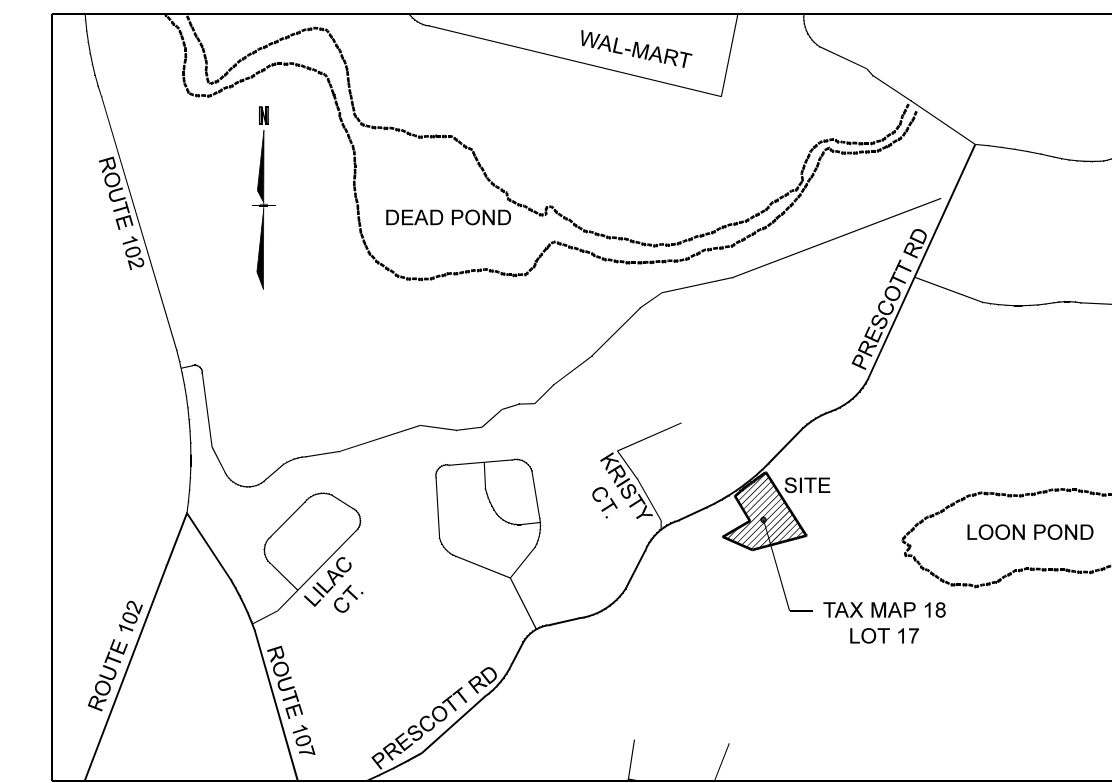 WAL-MART
N
ROUTE 102
DEAD POND
PRESCOTT RD
KRISTY
CT.
SITE
LOON POND
LILAC
CT.
TAX MAP 18
LOT 17
ROUTE 102
ROUTE 107
PRESCOTT RD